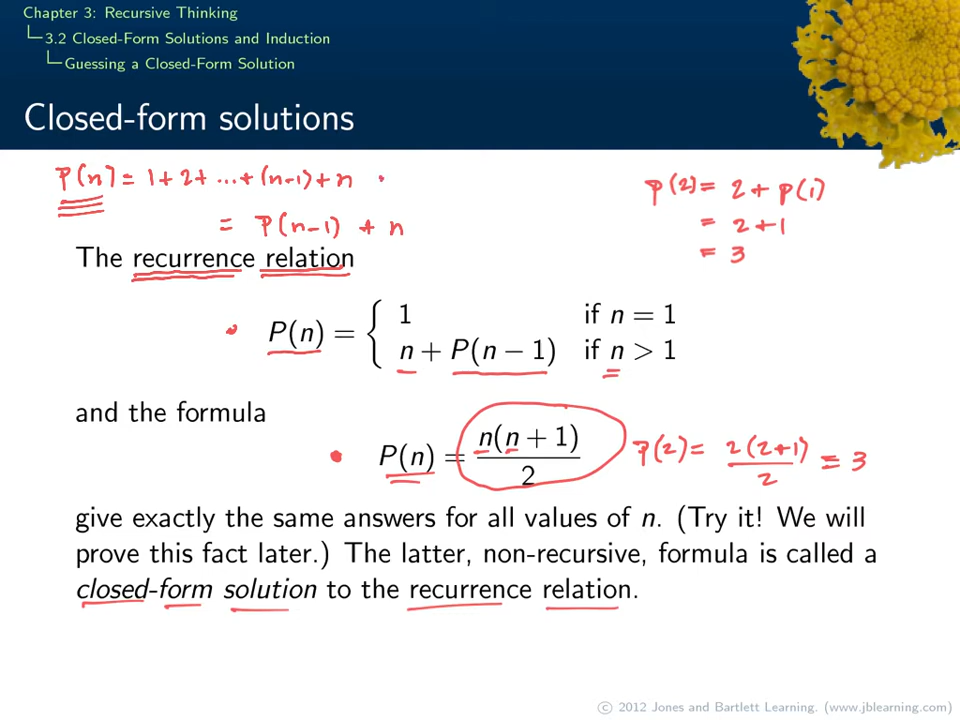 Chapter 3: Recursive Thinking
3.2 Closed-Form Solutions and Induction
Guessing a Closed-Form Solution
Closed-form solutions
P(n) = 1+2+ ...+(n-1)+n
= P(n-1) + n
P(2) = 2 + P(1)
= 2+1
= 3
The recurrence relation
P(n) = { 1 if n = 1
n + P(n − 1) if n > 1
and the formula
P(n) = n(n + 1) / 2
P(2) = 2(2+1) / 2 = 3
give exactly the same answers for all values of n. (Try it! We will
prove this fact later.) The latter, non-recursive, formula is called a
closed-form solution to the recurrence relation.
© 2012 Jones and Bartlett Learning. (www.jblearning.com)